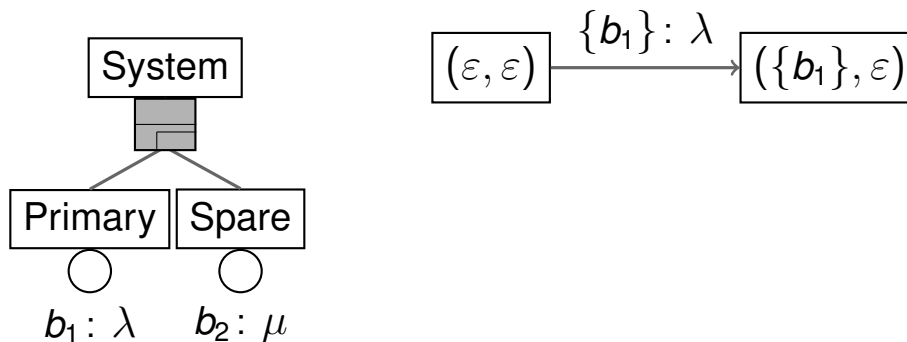 System
Primary
Spare
b₁: λ
b₂: μ
{b₁}: λ
(ε, ε)
({b₁}, ε)